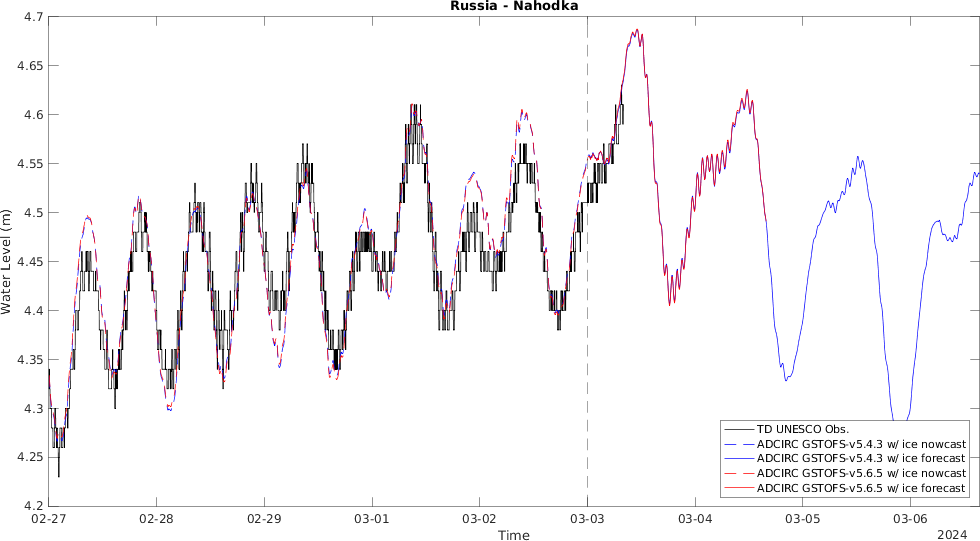 Russia - Nahodka
4.7
4.65
4.6
4.55
4.5
4.45
4.4
4.35
4.3
4.25
4.2
Water Level (m)
02-27 02-28 02-29 03-01 03-02 03-03 03-04 03-05 03-06
Time
2024
TD UNESCO Obs.
ADCIRC GSTOFS-v5.4.3 w/ ice nowcast
ADCIRC GSTOFS-v5.4.3 w/ ice forecast
ADCIRC GSTOFS-v5.6.5 w/ ice nowcast
ADCIRC GSTOFS-v5.6.5 w/ ice forecast